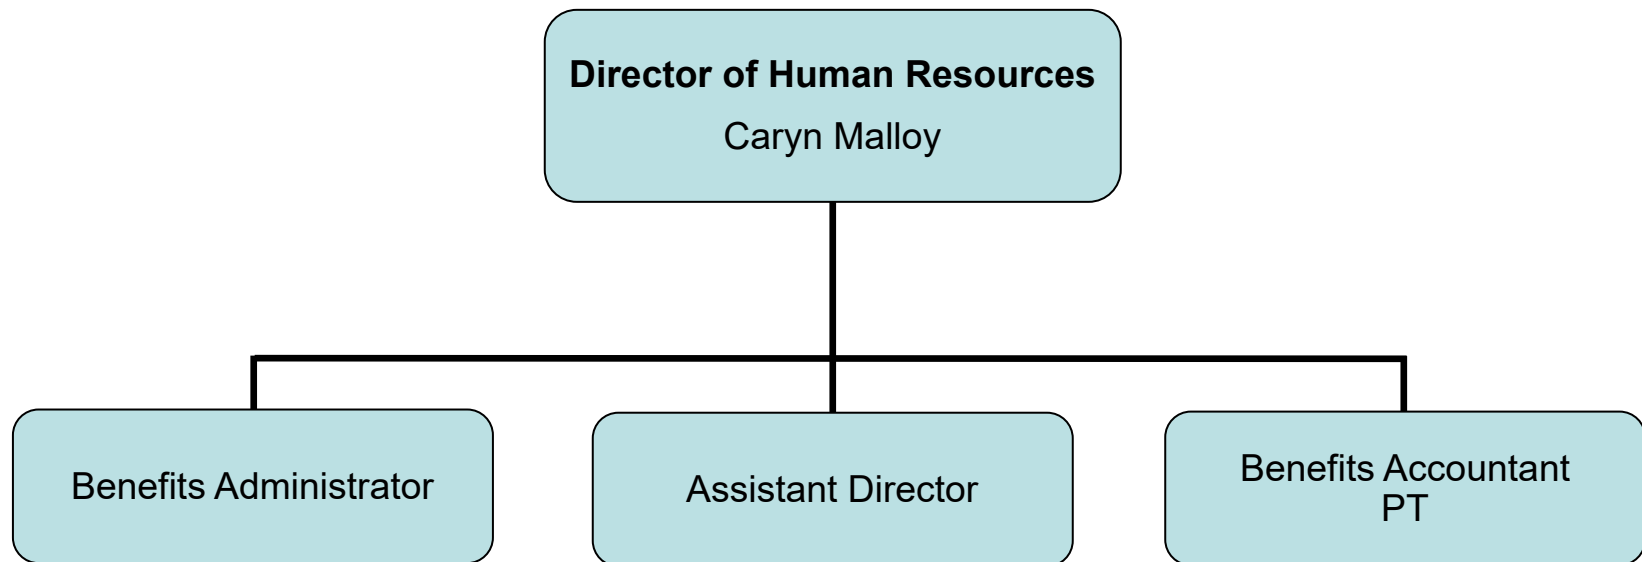 Director of Human Resources
Caryn Malloy
Benefits Administrator
Assistant Director
Benefits Accountant
PT